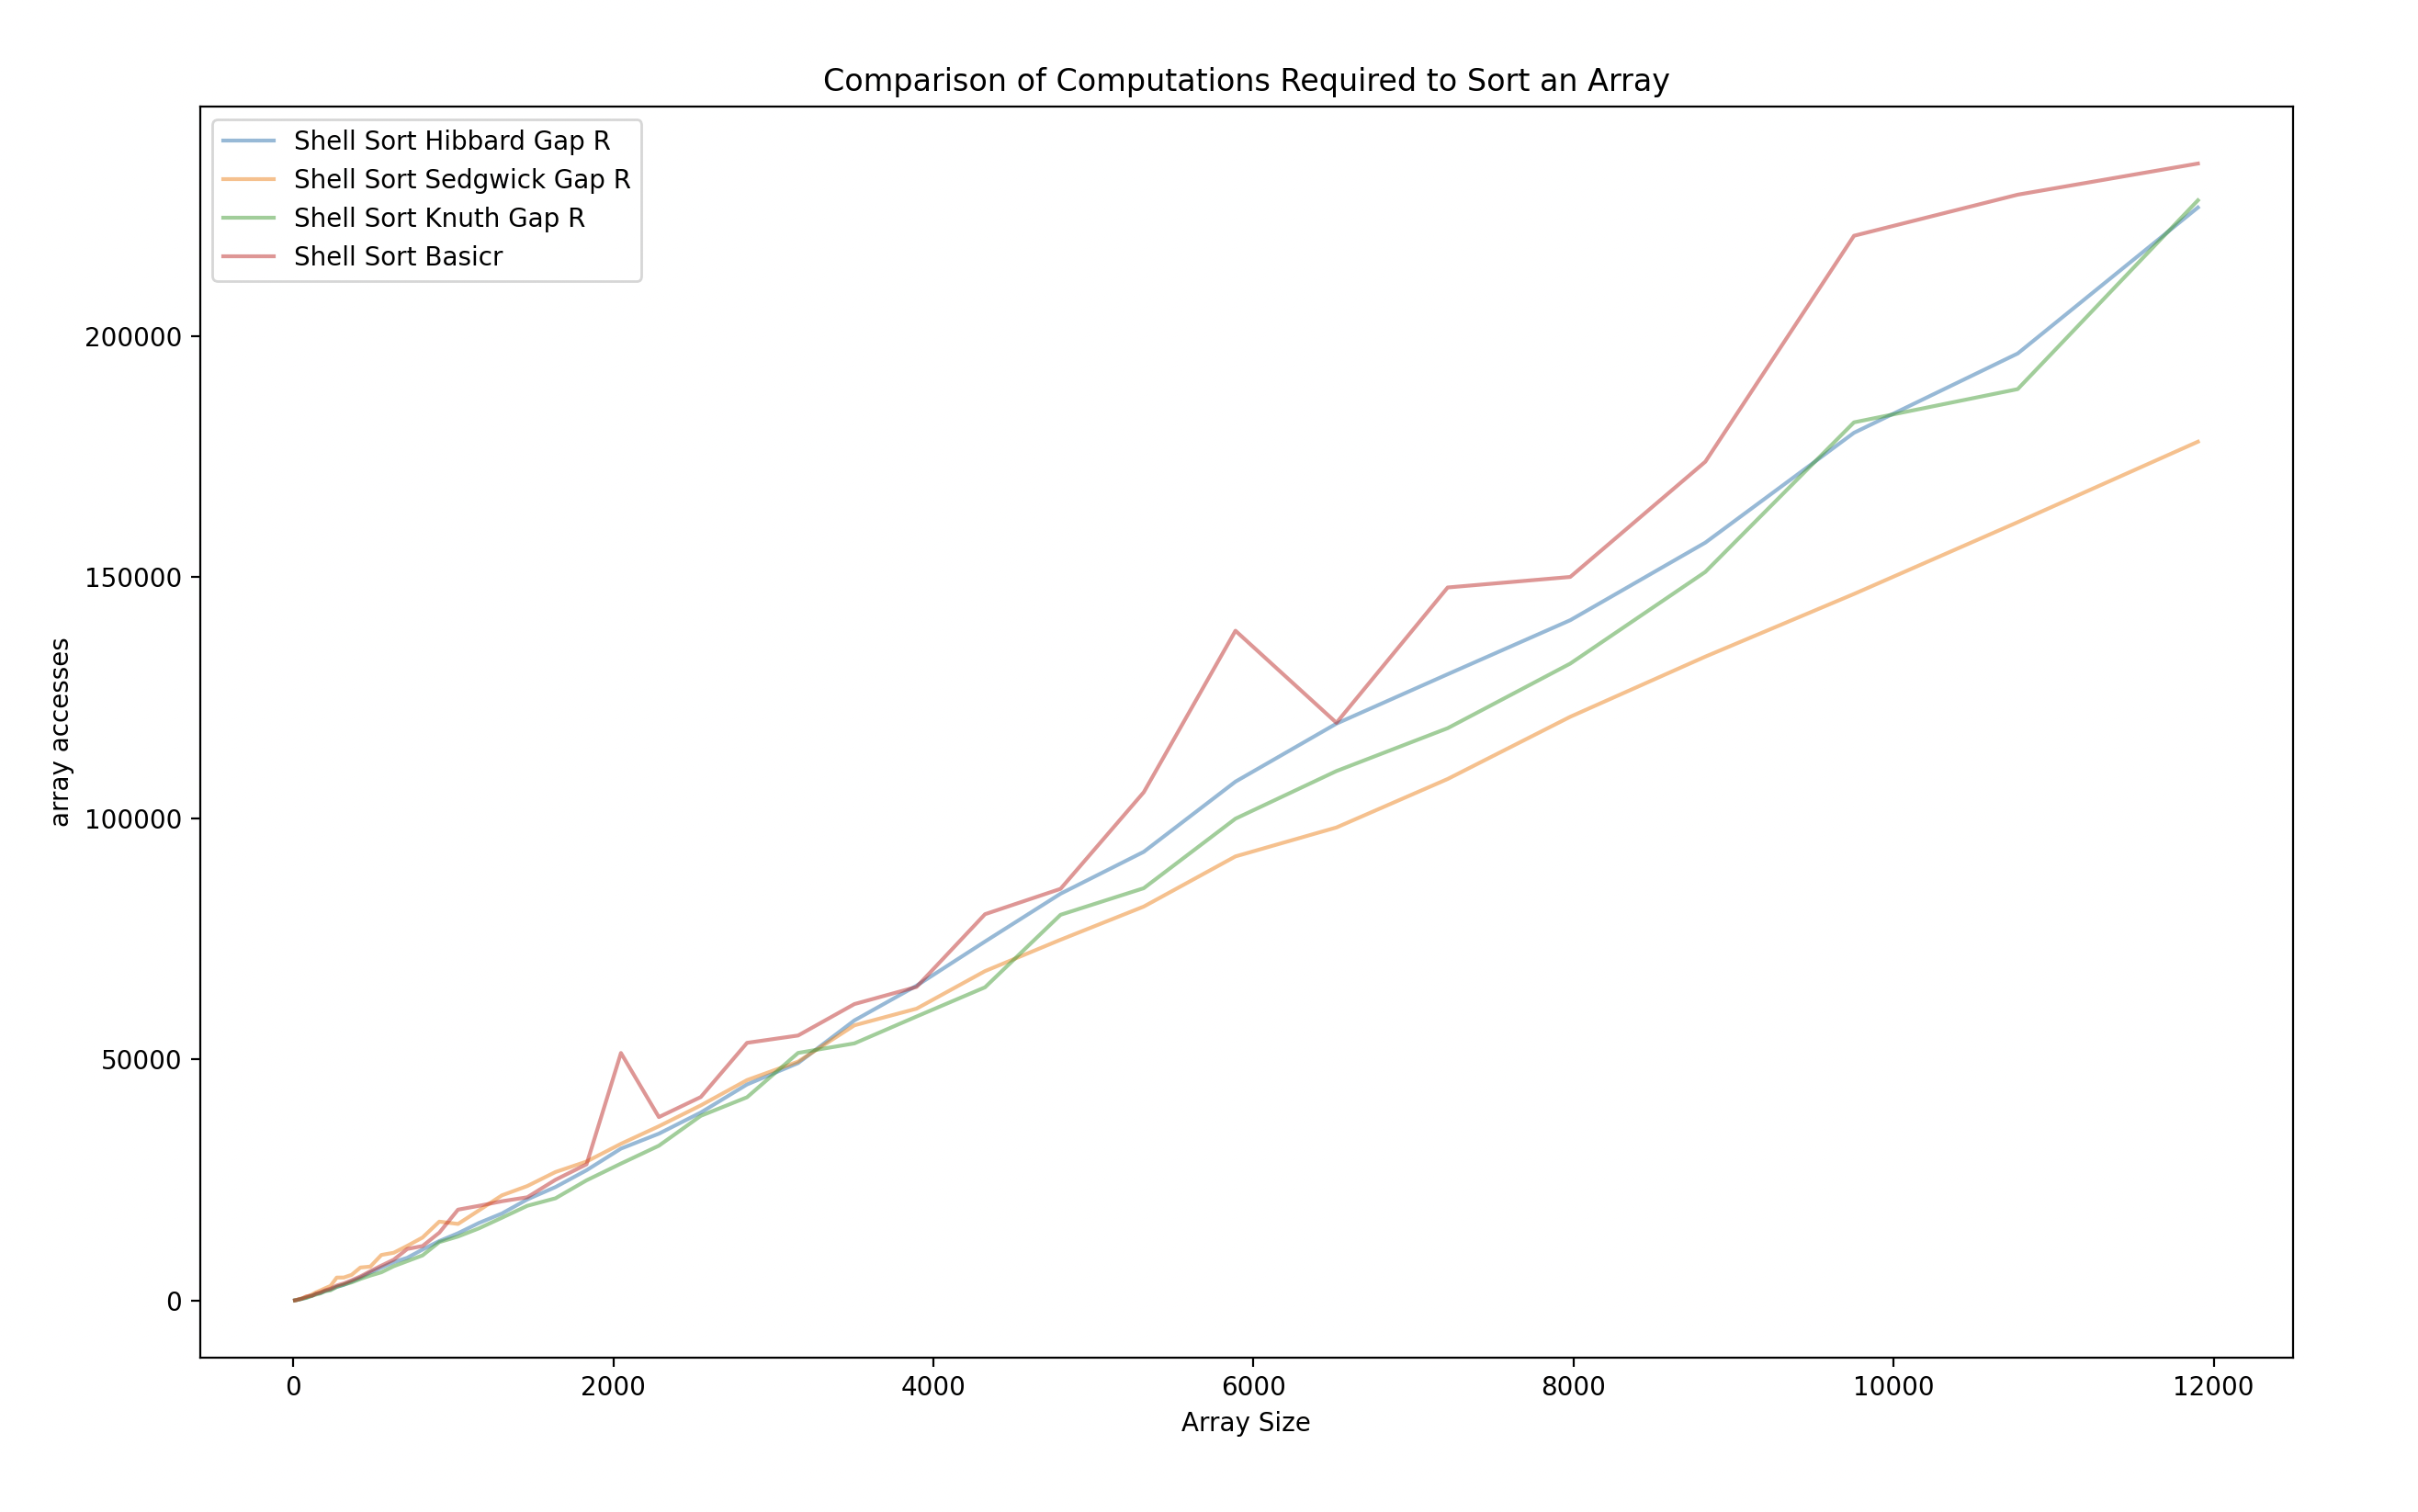 Comparison of Computations Required to Sort an Array
Shell Sort Hibbard Gap R
Shell Sort Sedgwick Gap R
Shell Sort Knuth Gap R
Shell Sort Basicr
200000
150000
100000
50000
0
array accesses
0 2000 4000 6000 8000 10000 12000
Array Size